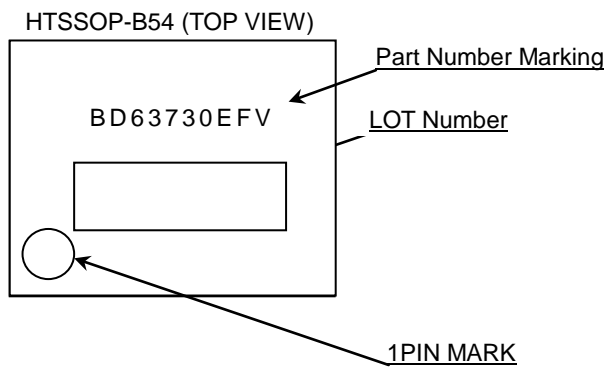 HTSSOP-B54 (TOP VIEW)
Part Number Marking
BD63730EFV
LOT Number
1PIN MARK